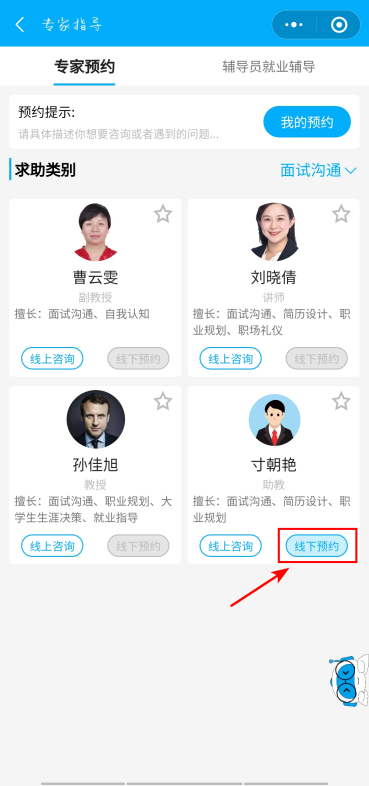 专家指导
专家预约
辅导员就业辅导
预约提示:
请具体描述你想要咨询或者遇到的问题...
我的预约
求助类别
面试沟通
曹云雯
副教授
擅长：面试沟通、自我认知
线上咨询
线下预约
刘晓倩
讲师
擅长：面试沟通、简历设计、职
业规划、职场礼仪
线上咨询
线下预约
孙佳旭
教授
擅长：面试沟通、职业规划、大
学生生涯决策、就业指导
线上咨询
线下预约
寸朝艳
助教
擅长：面试沟通、简历设计、职
业规划
线上咨询
线下预约